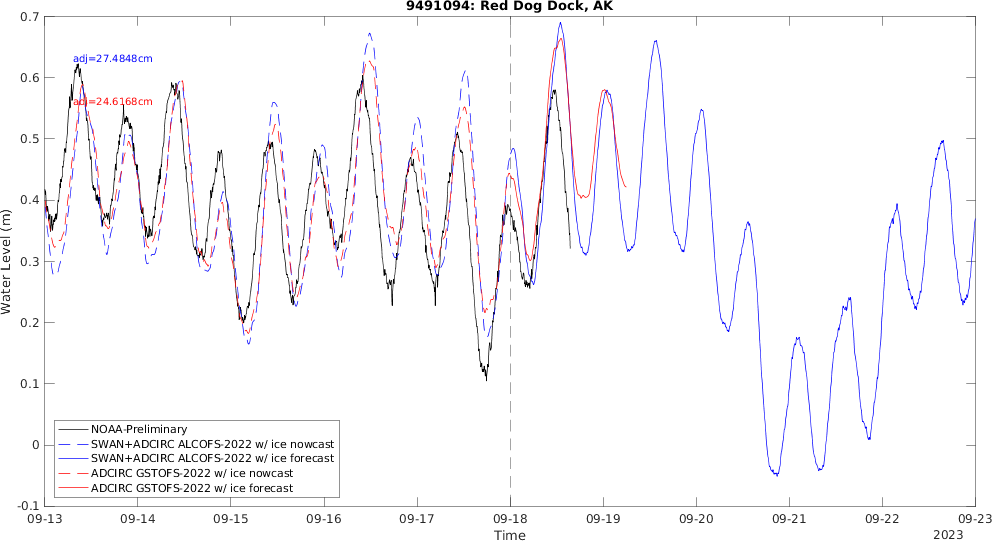 9491094: Red Dog Dock, AK
adj=27.4848cm
adj=24.6168cm
Water Level (m)
0.7
0.6
0.5
0.4
0.3
0.2
0.1
0
-0.1
NOAA-Preliminary
SWAN+ADCIRC ALCOFS-2022 w/ ice nowcast
SWAN+ADCIRC ALCOFS-2022 w/ ice forecast
ADCIRC GSTOFS-2022 w/ ice nowcast
ADCIRC GSTOFS-2022 w/ ice forecast
09-13 09-14 09-15 09-16 09-17 09-18 09-19 09-20 09-21 09-22 09-23
Time
2023